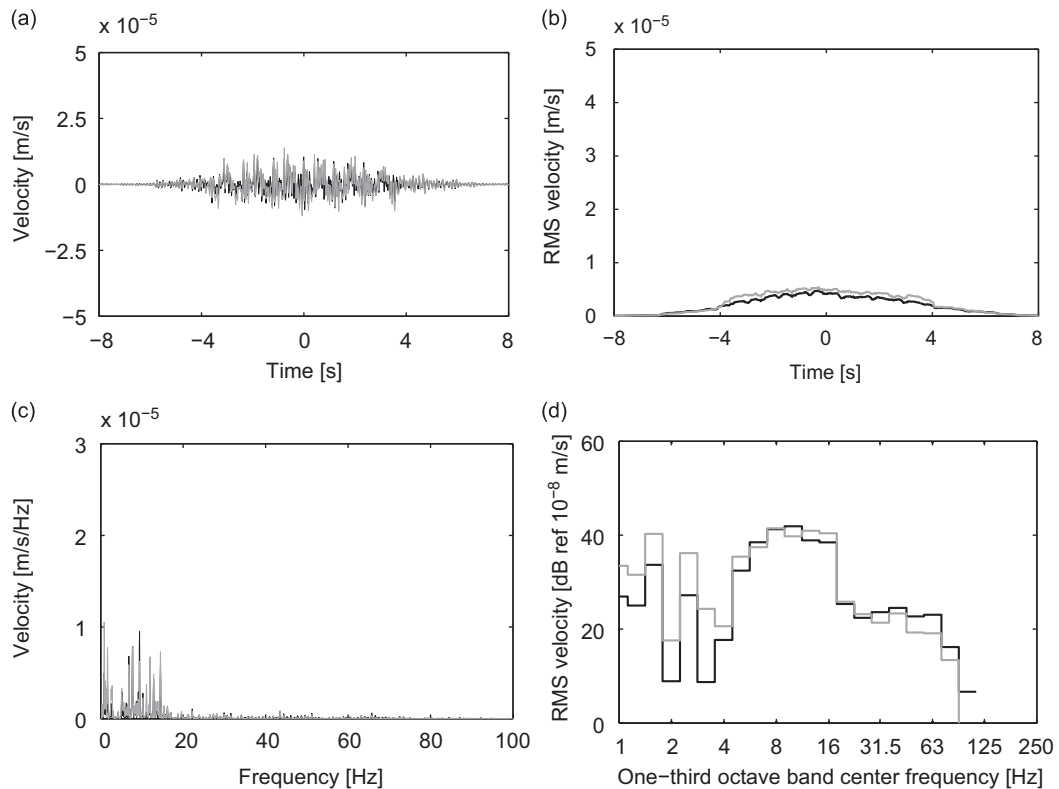 (a)
x 10⁻⁵
5
2.5
0
−2.5
−5
Velocity [m/s]
−8 −4 0 4 8
Time [s]
(b)
x 10⁻⁵
5
4
3
2
1
0
RMS velocity [m/s]
−8 −4 0 4 8
Time [s]
(c)
x 10⁻⁵
3
2
1
0
Velocity [m/s/Hz]
0 20 40 60 80 100
Frequency [Hz]
(d)
60
40
20
0
RMS velocity [dB ref 10⁻⁸ m/s]
1 2 4 8 16 31.5 63 125 250
One−third octave band center frequency [Hz]